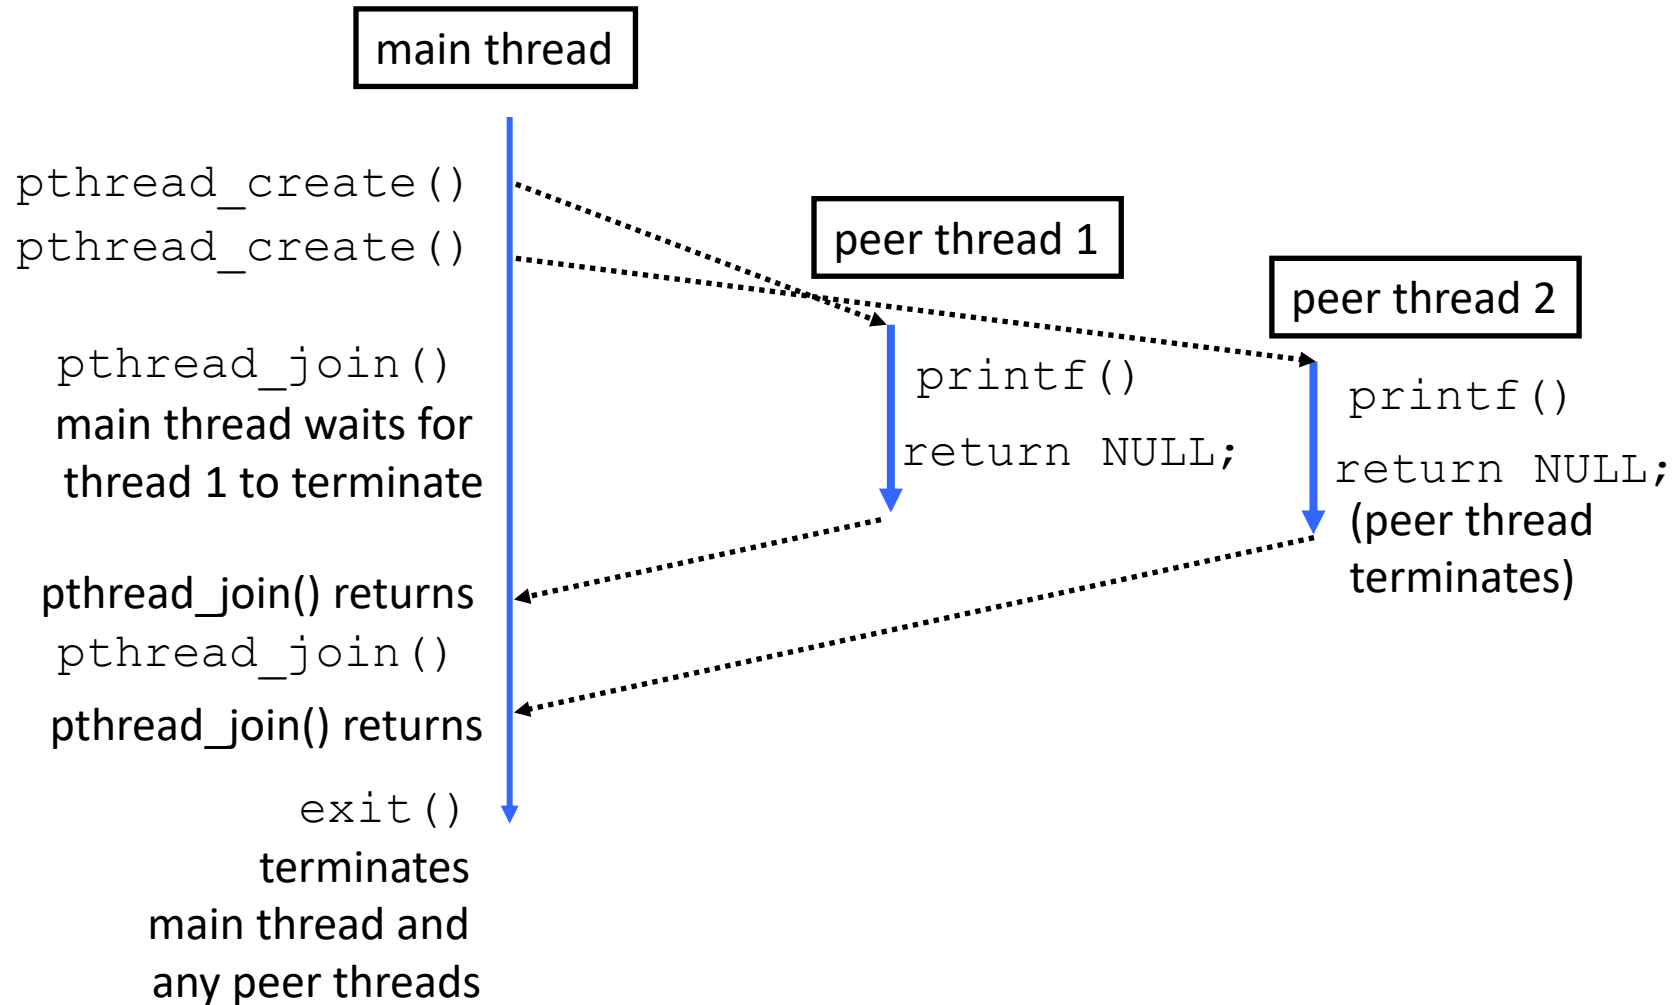 main thread
pthread_create()
pthread_create()
peer thread 1
peer thread 2
pthread_join()
main thread waits for
thread 1 to terminate
printf()
return NULL;
printf()
return NULL;
(peer thread
terminates)
pthread_join() returns
pthread_join()
pthread_join() returns
exit()
terminates
main thread and
any peer threads